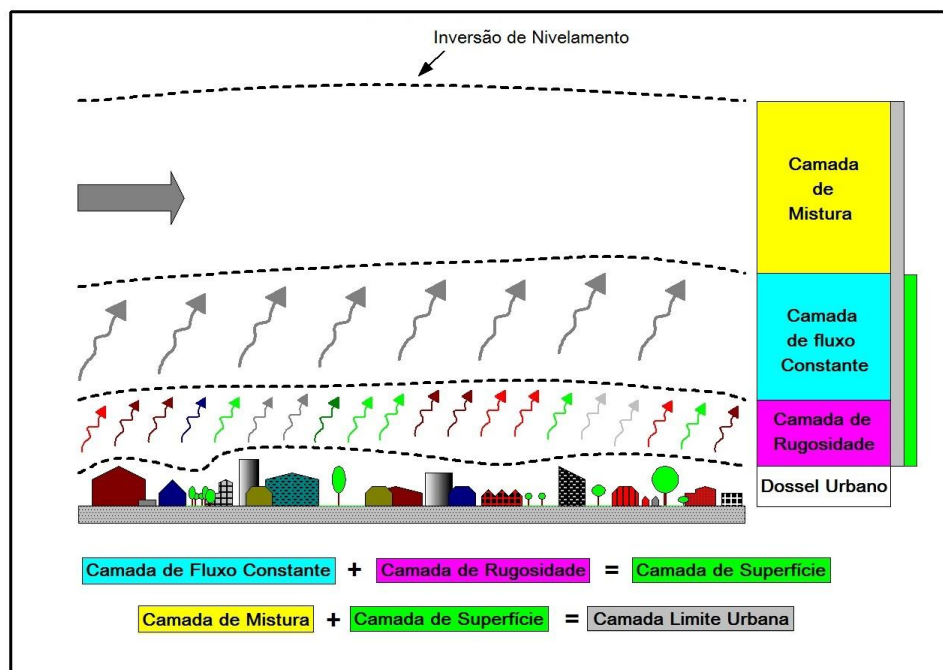 Inversão de Nivelamento
Camada
de
Mistura
Camada
de fluxo
Constante
Camada de
Rugosidade
Dossel Urbano
Camada de Fluxo Constante + Camada de Rugosidade = Camada de Superfície
Camada de Mistura + Camada de Superfície = Camada Limite Urbana